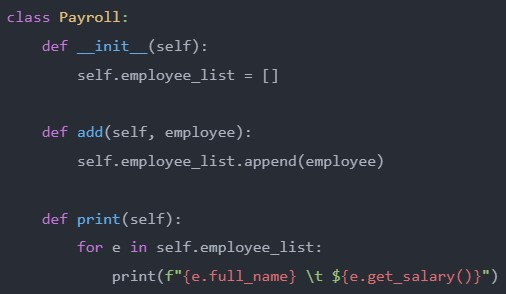 class Payroll:
    def __init__(self):
        self.employee_list = []

    def add(self, employee):
        self.employee_list.append(employee)

    def print(self):
        for e in self.employee_list:
            print(f"{e.full_name} \t ${e.get_salary()}")